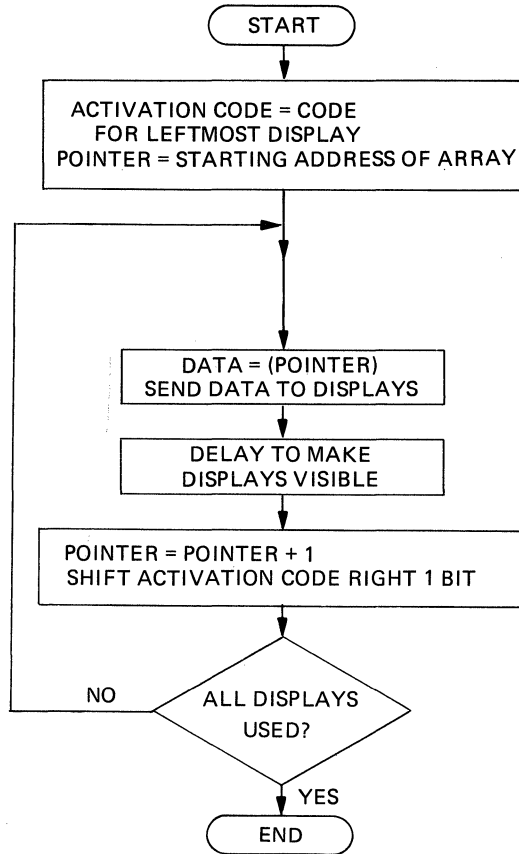 START
ACTIVATION CODE = CODE
FOR LEFTMOST DISPLAY
POINTER = STARTING ADDRESS OF ARRAY
DATA = (POINTER)
SEND DATA TO DISPLAYS
DELAY TO MAKE
DISPLAYS VISIBLE
POINTER = POINTER + 1
SHIFT ACTIVATION CODE RIGHT 1 BIT
NO
ALL DISPLAYS
USED?
YES
END